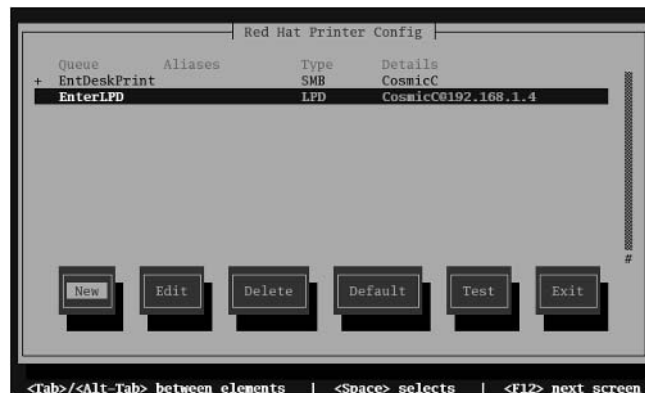 Red Hat Printer Config
Queue Aliases Type Details
+ EntDeskPrint SMB CosmicC
EnterLPD LPD CosmicC@192.168.1.4
#
New Edit Delete Default Test Exit
<Tab>/<Alt-Tab> between elements | <Space> selects | <F12> next screen